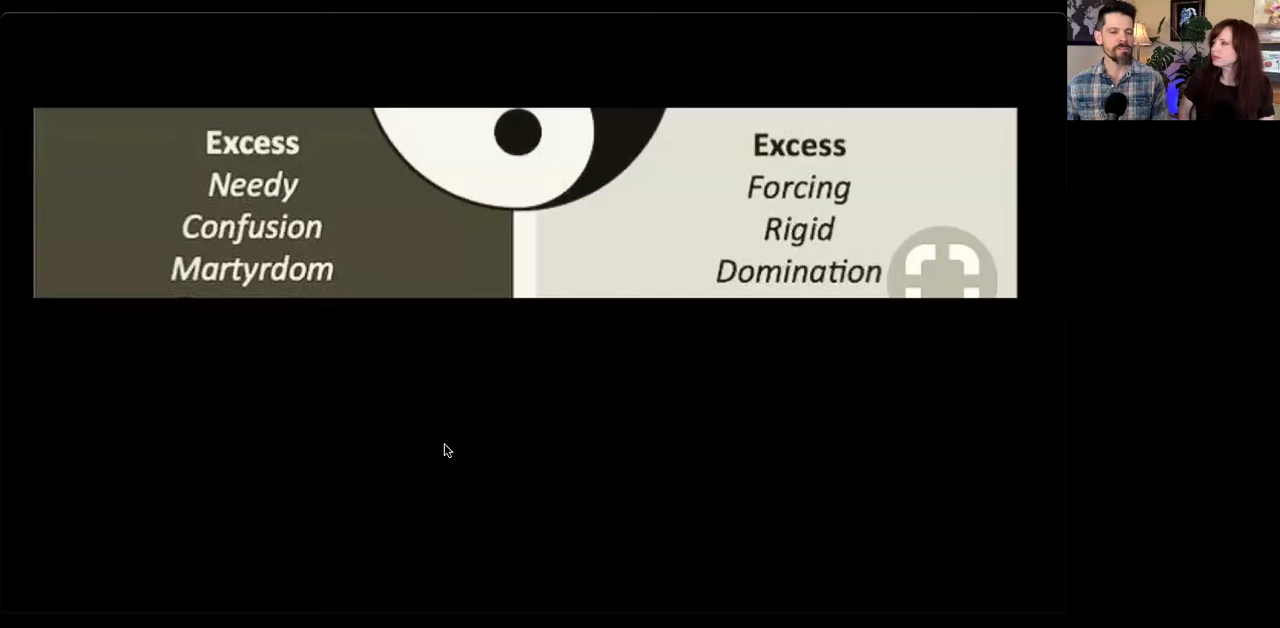 Excess
Needy
Confusion
Martyrdom
Excess
Forcing
Rigid
Domination